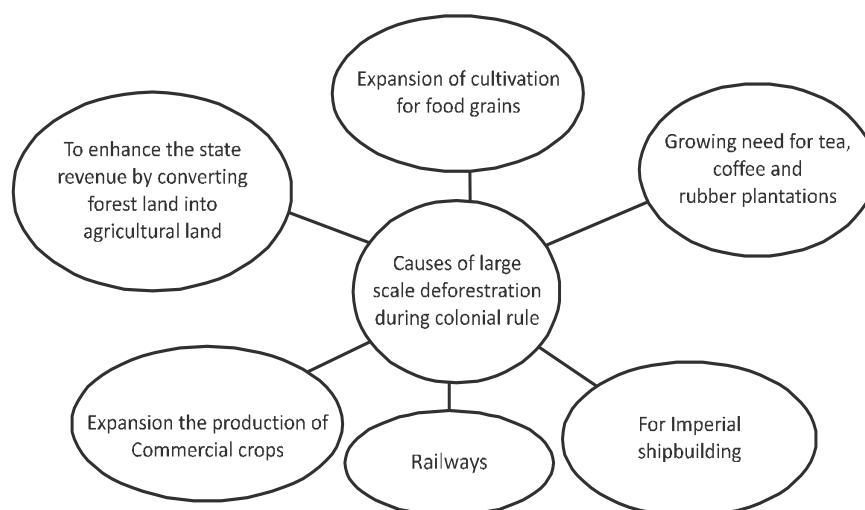 Expansion of cultivation
for food grains
To enhance the state
revenue by converting
forest land into
agricultural land
Growing need for tea,
coffee and
rubber plantations
Causes of large
scale deforestration
during colonial rule
Expansion the production of
Commercial crops
Railways
For Imperial
shipbuilding